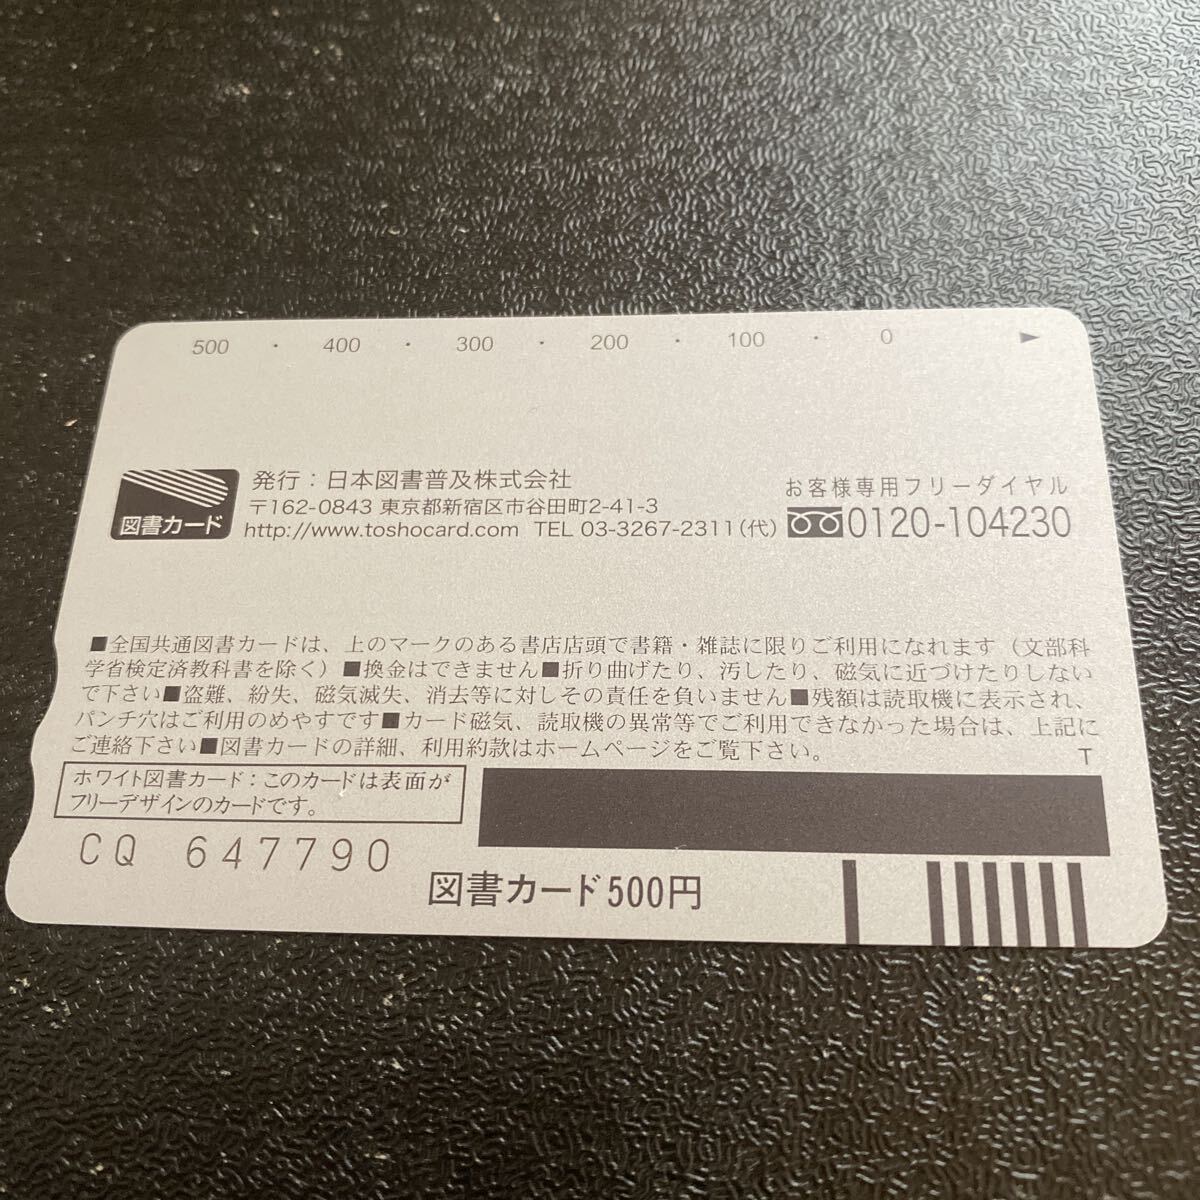 500 ・ 400 ・ 300 ・ 200 ・ 100 ・ 0 ▶
図書カード
発行：日本図書普及株式会社
〒162-0843 東京都新宿区市谷田町2-41-3
http://www.toshocard.com TEL 03-3267-2311(代)
お客様専用フリーダイヤル
0120-104230
■全国共通図書カードは、上のマークのある書店店頭で書籍・雑誌に限りご利用になれます（文部科
学省検定済教科書を除く）■換金はできません■折り曲げたり、汚したり、磁気に近づけたりしない
で下さい■盗難、紛失、磁気滅失、消去等に対しその責任を負いません■残額は読取機に表示され、
パンチ穴はご利用のめやすです■カード磁気、読取機の異常等でご利用できなかった場合は、上記に
ご連絡下さい■図書カードの詳細、利用約款はホームページをご覧下さい。
T
ホワイト図書カード：このカードは表面が
フリーデザインのカードです。
CQ 647790
図書カード500円